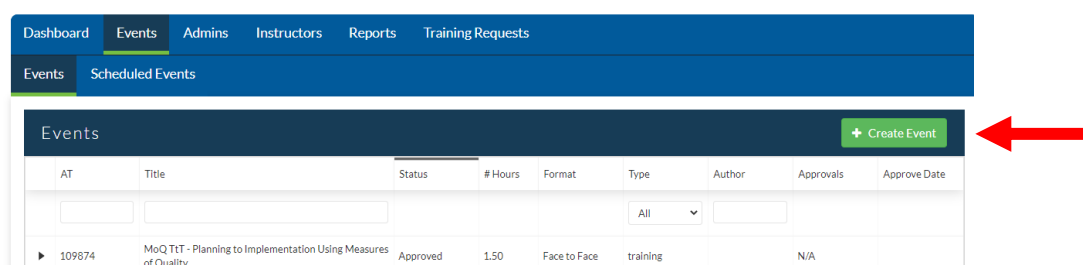 Dashboard Events Admins Instructors Reports Training Requests
Events Scheduled Events
Events + Create Event
AT Title Status # Hours Format Type Author Approvals Approve Date
All
109874 MoQ TtT - Planning to Implementation Using Measures of Quality Approved 1.50 Face to Face training N/A